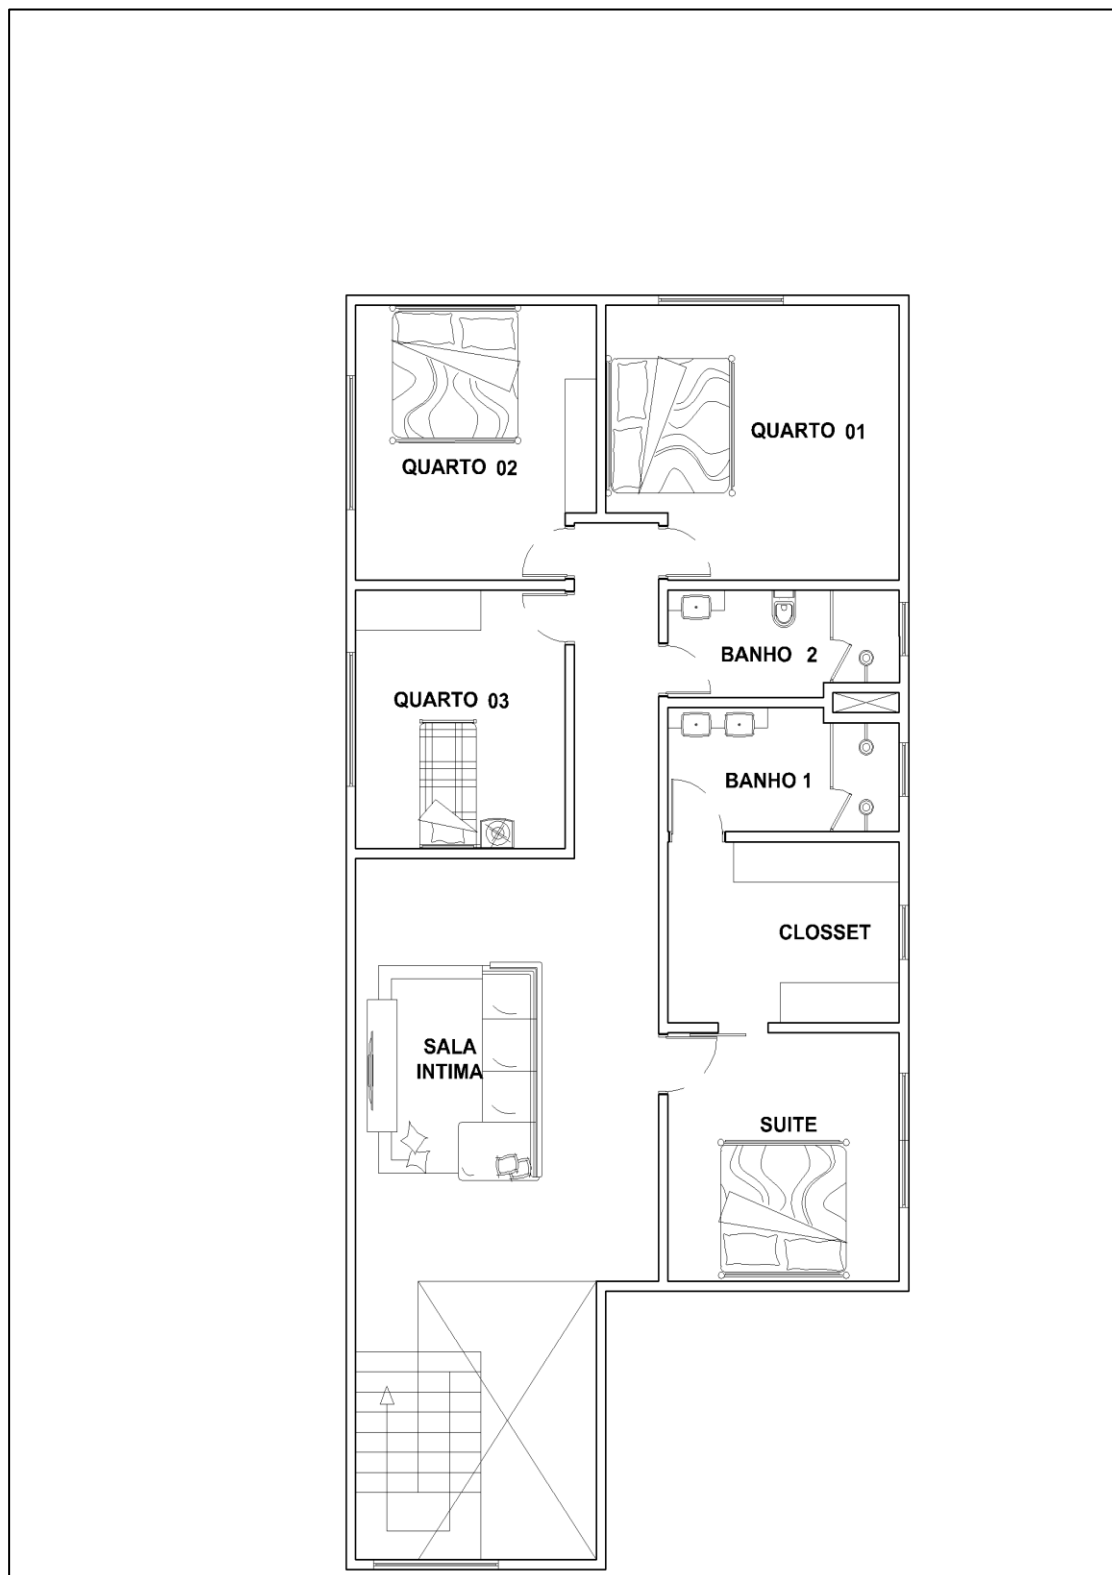 QUARTO 01
QUARTO 02
BANHO 2
QUARTO 03
BANHO 1
CLOSSET
SALA
INTIMA
SUITE